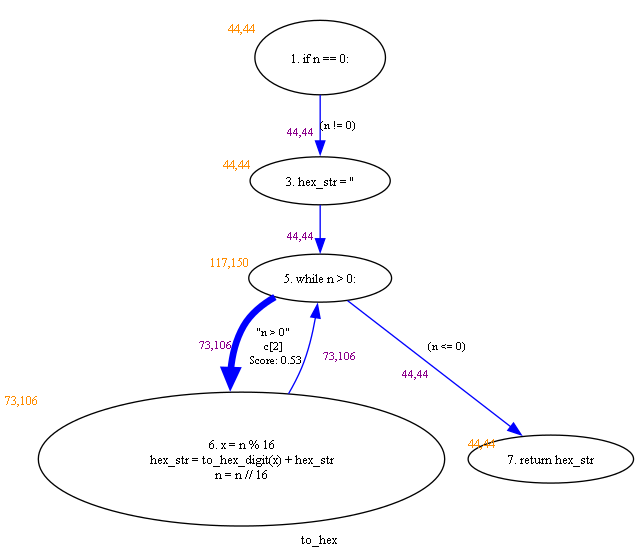 44,44
1. if n == 0:
44,44
(n != 0)
44,44
3. hex_str = ''
44,44
117,150
5. while n > 0:
73,106
"n > 0"
c[2]
Score: 0.53
73,106
(n <= 0)
44,44
73,106
6. x = n % 16
hex_str = to_hex_digit(x) + hex_str
n = n // 16
44,44
7. return hex_str
to_hex